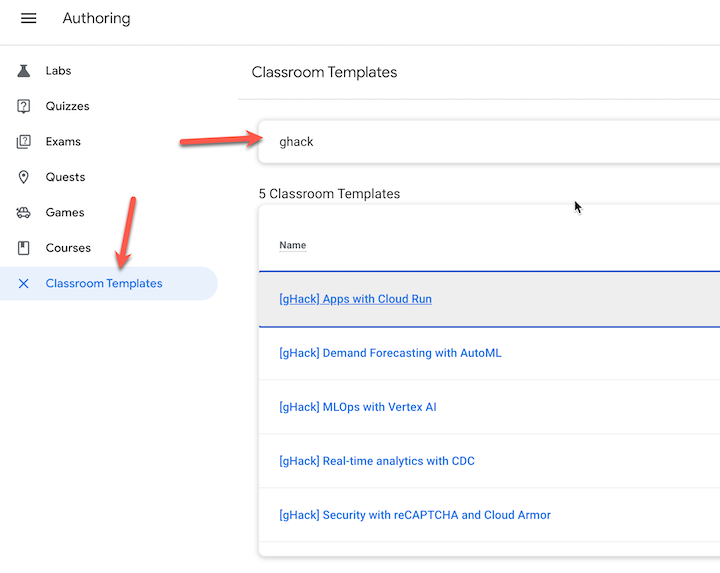 Authoring
Labs
Quizzes
Exams
Quests
Games
Courses
Classroom Templates
Classroom Templates
ghack
5 Classroom Templates
Name
[gHack] Apps with Cloud Run
[gHack] Demand Forecasting with AutoML
[gHack] MLOps with Vertex AI
[gHack] Real-time analytics with CDC
[gHack] Security with reCAPTCHA and Cloud Armor